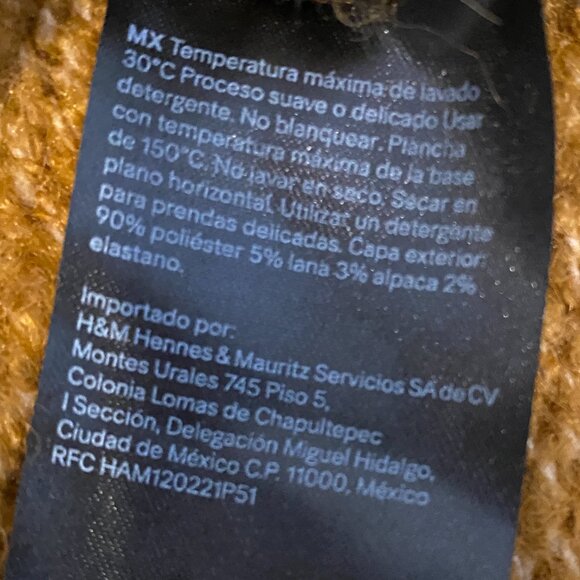 MX Temperatura máxima de lavado
30°C Proceso suave o delicado Usar
detergente. No blanquear. Plancha
con temperatura máxima de la base
de 150°C. No lavar en seco. Secar en
plano horizontal. Utilizar un detergente
para prendas delicadas. Capa exterior:
90% poliéster 5% lana 3% alpaca 2%
elastano.
Importado por:
H&M Hennes & Mauritz Servicios SA de CV
Montes Urales 745 Piso 5,
Colonia Lomas de Chapultepec
I Sección, Delegación Miguel Hidalgo,
Ciudad de México C.P. 11000. México
RFC HAM120221P51